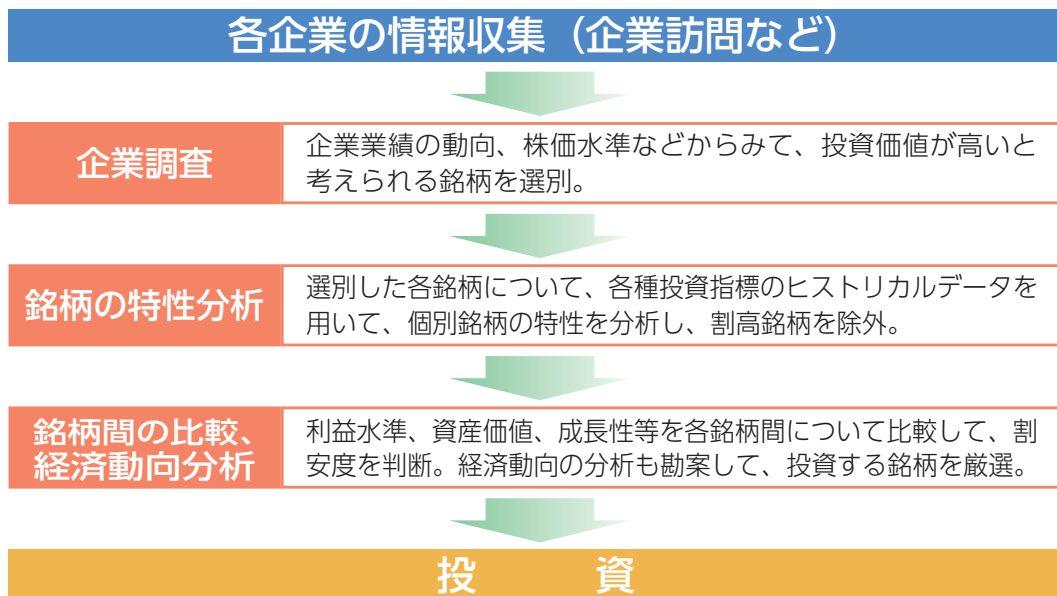 各企業の情報収集（企業訪問など）
企業調査
企業業績の動向、株価水準などからみて、投資価値が高いと
考えられる銘柄を選別。
銘柄の特性分析
選別した各銘柄について、各種投資指標のヒストリカルデータを
用いて、個別銘柄の特性を分析し、割高銘柄を除外。
銘柄間の比較、
経済動向分析
利益水準、資産価値、成長性等を各銘柄間について比較して、割
安度を判断。経済動向の分析も勘案して、投資する銘柄を厳選。
投　資